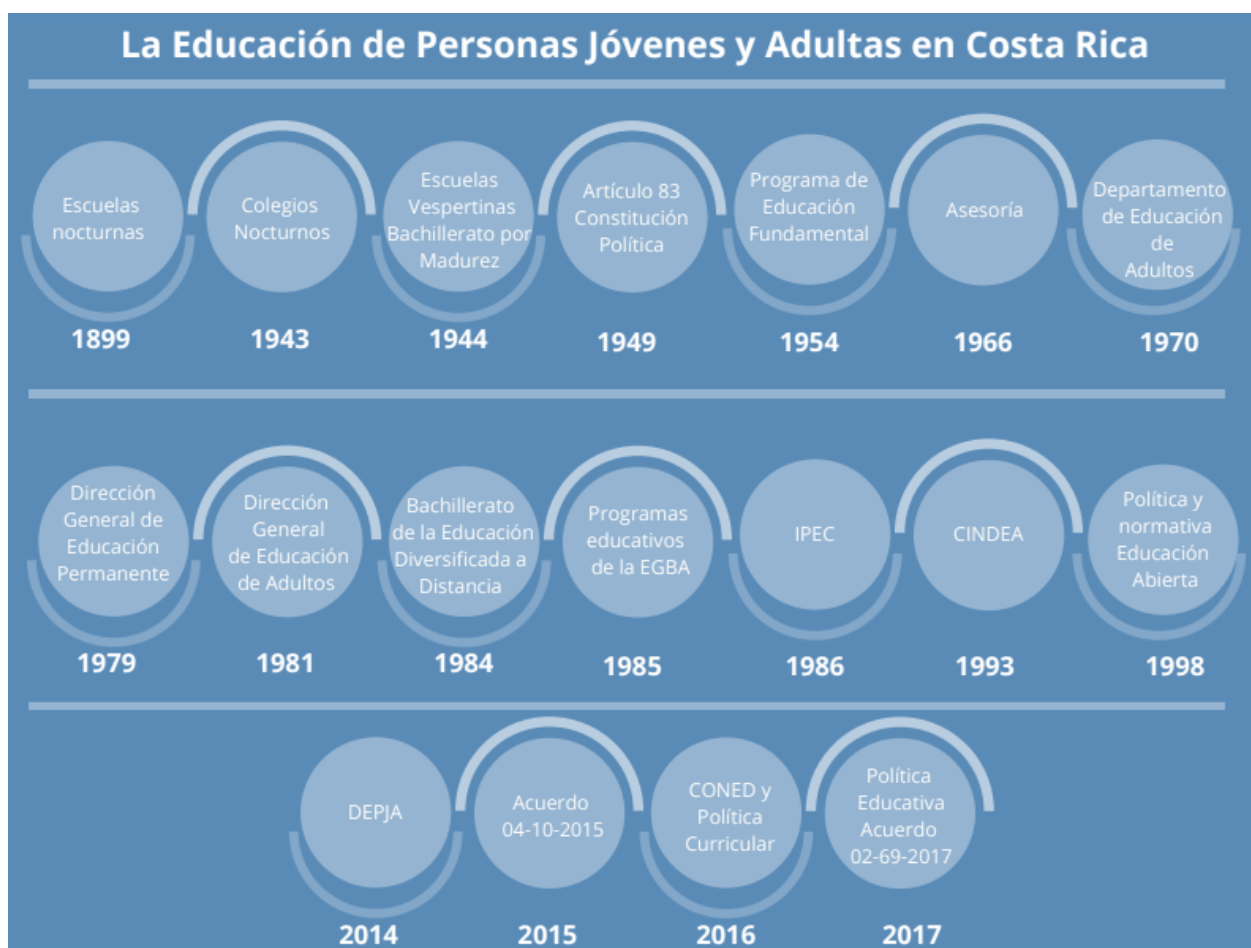 La Educación de Personas Jóvenes y Adultas en Costa Rica
Escuelas
nocturnas
1899
Colegios
Nocturnos
1943
Escuelas
Vespertinas
Bachillerato por
Madurez
1944
Artículo 83
Constitución
Política
1949
Programa de
Educación
Fundamental
1954
Asesoría
1966
Departamento
de Educación
de
Adultos
1970
Dirección
General de
Educación
Permanente
1979
Dirección
General
de Educación
de Adultos
1981
Bachillerato
de la Educación
Diversificada a
Distancia
1984
Programas
educativos
de la EGBA
1985
IPEC
1986
CINDEA
1993
Política y
normativa
Educación
Abierta
1998
DEPJA
2014
Acuerdo
04-10-2015
2015
CONED y
Política
Curricular
2016
Política
Educativa
Acuerdo
02-69-2017
2017